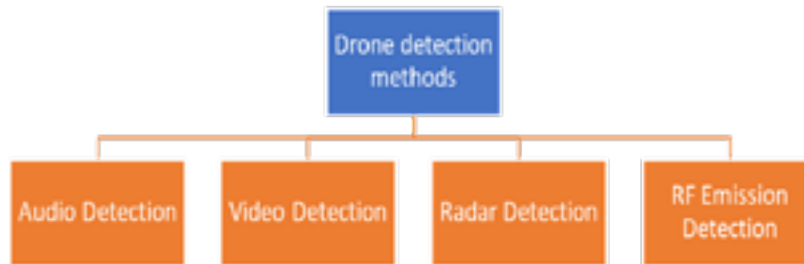 Drone detection
methods
Audio Detection
Video Detection
Radar Detection
RF Emission
Detection